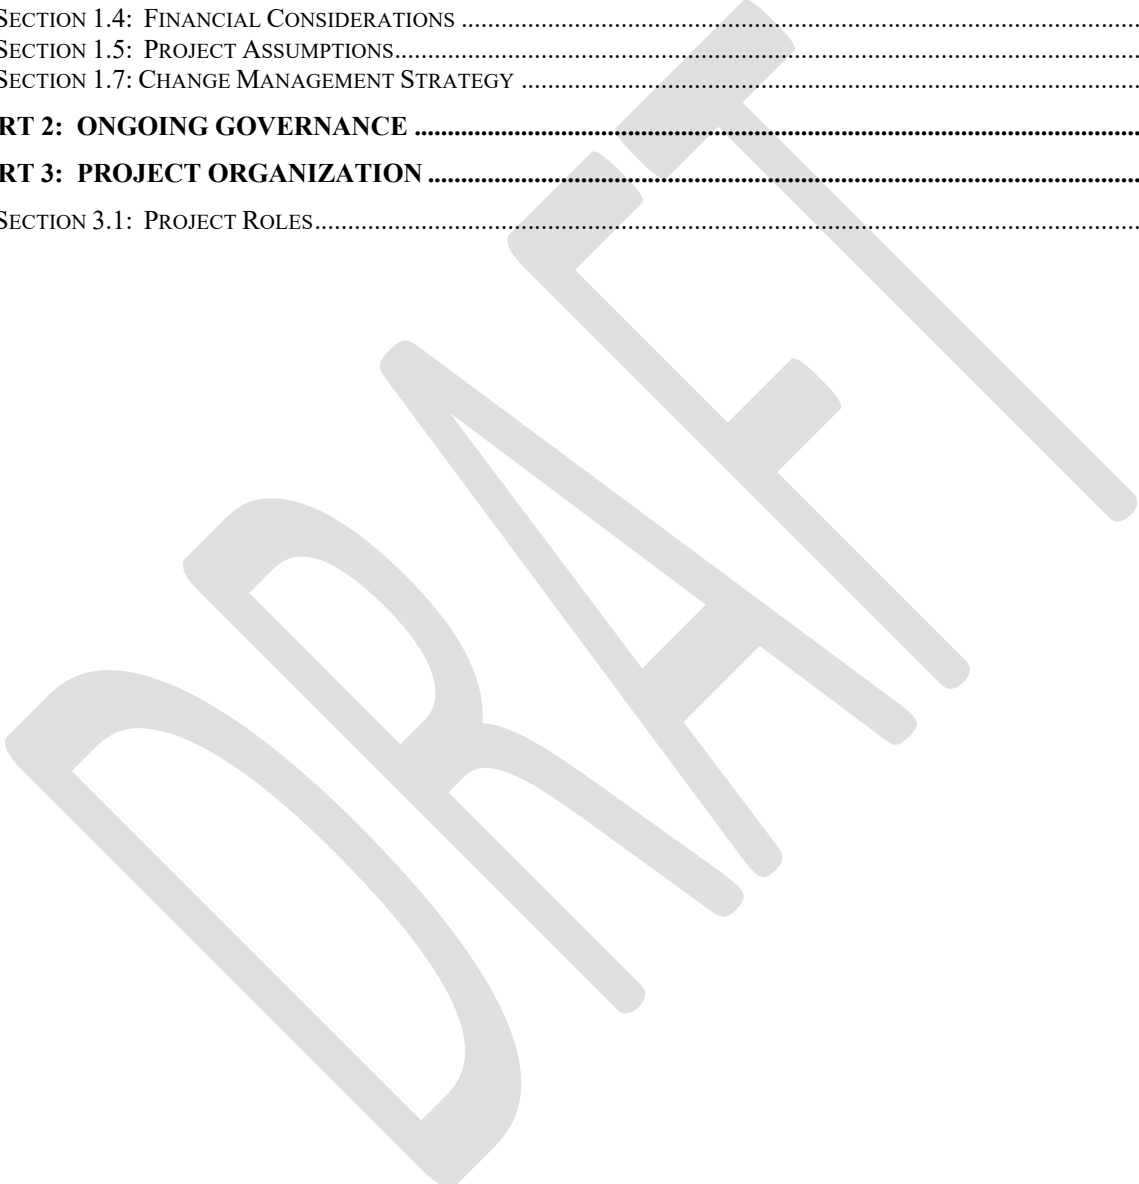 SECTION 1.4: FINANCIAL CONSIDERATIONS ................................................................
SECTION 1.5: PROJECT ASSUMPTIONS................................................................
SECTION 1.7: CHANGE MANAGEMENT STRATEGY ................................................................
RT 2: ONGOING GOVERNANCE ................................................................
RT 3: PROJECT ORGANIZATION ................................................................
SECTION 3.1: PROJECT ROLES................................................................
DRAFT